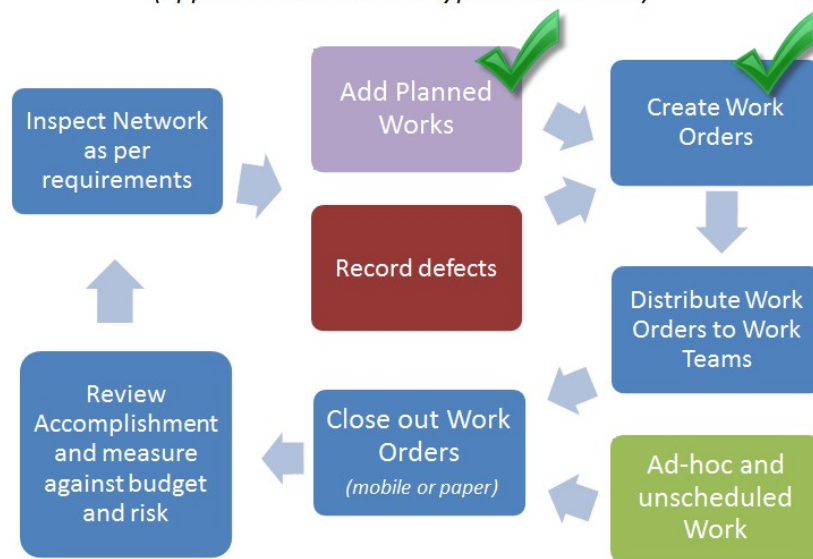 Add Planned
Works
Create Work
Orders
Inspect Network
as per
requirements
Record defects
Distribute Work
Orders to Work
Teams
Review
Accomplishment
and measure
against budget
and risk
Close out Work
Orders
(mobile or paper)
Ad-hoc and
unscheduled
Work